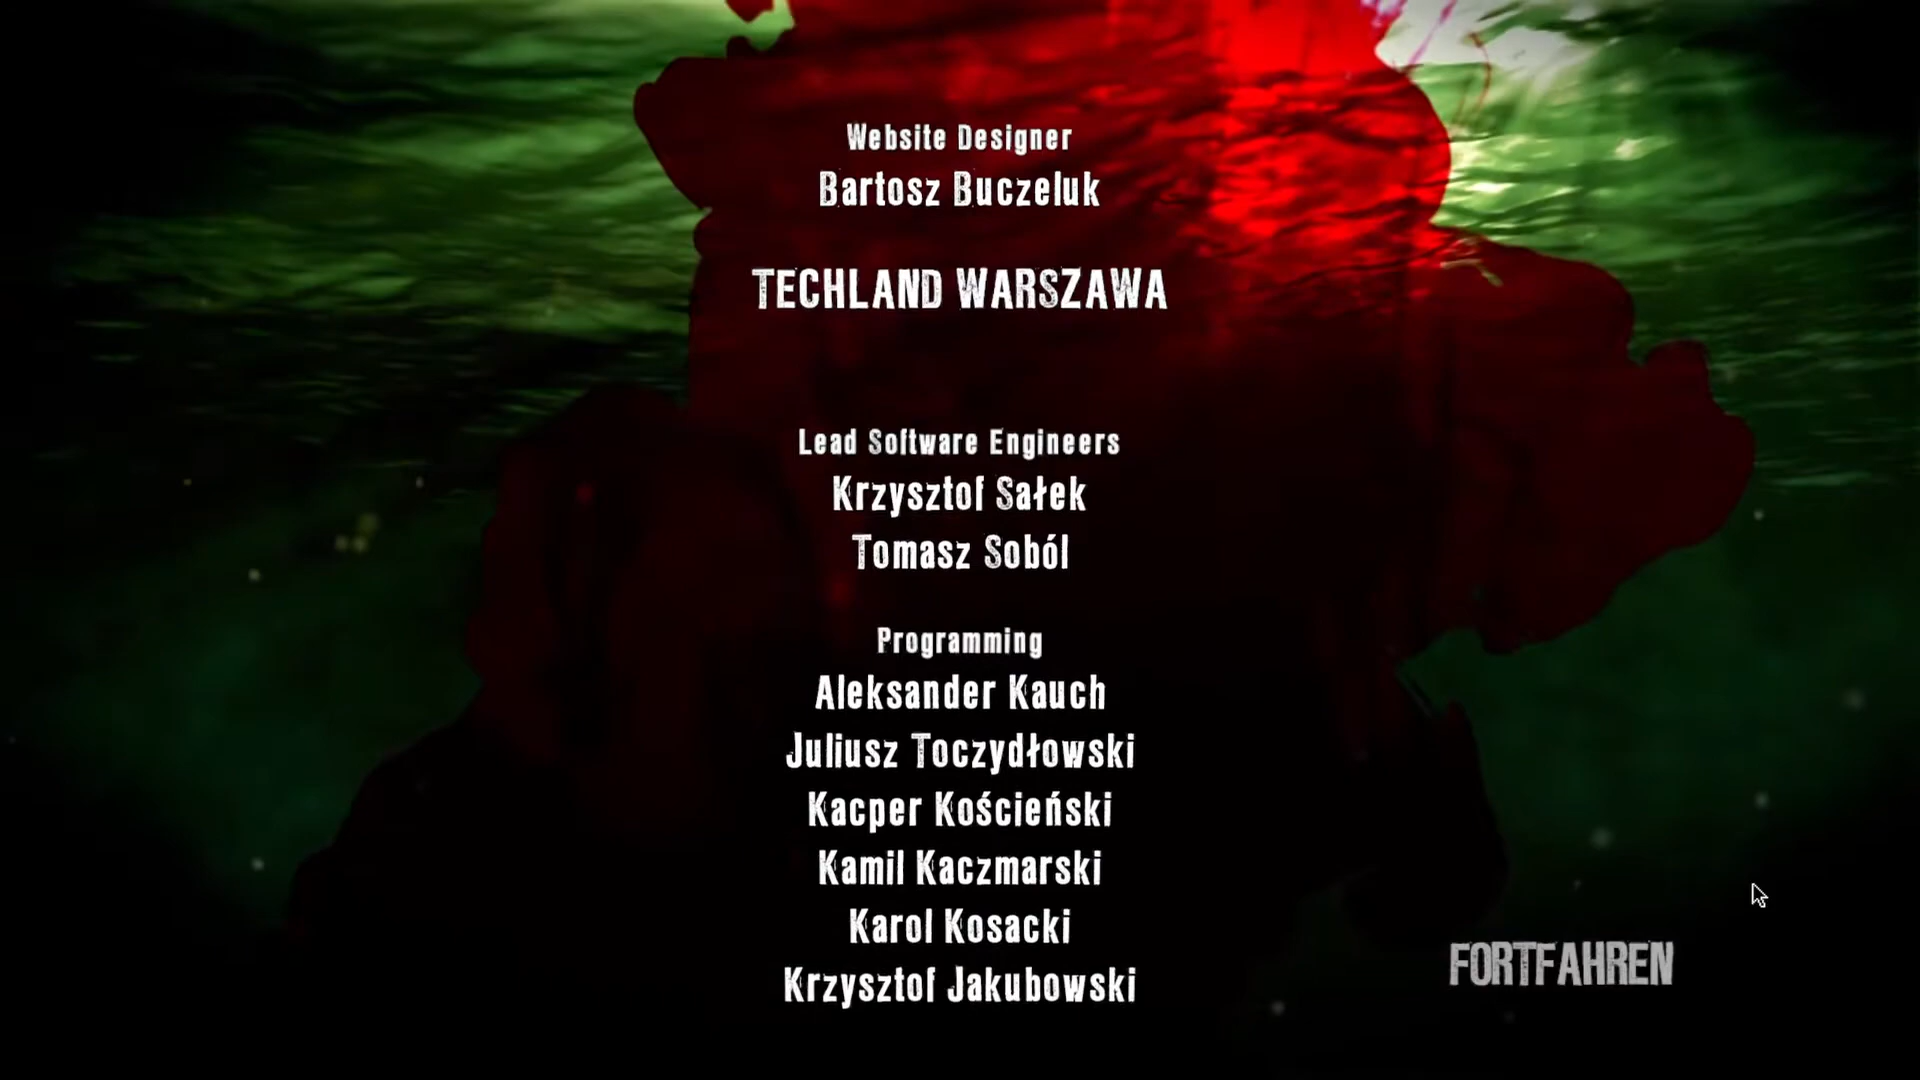 Website Designer
Bartosz Buczeluk
TECHLAND WARSZAWA
Lead Software Engineers
Krzysztof Sałek
Tomasz Soból
Programming
Aleksander Kauch
Juliusz Toczydłowski
Kacper Kościeński
Kamil Kaczmarski
Karol Kosacki
Krzysztof Jakubowski
FORTFAHREN